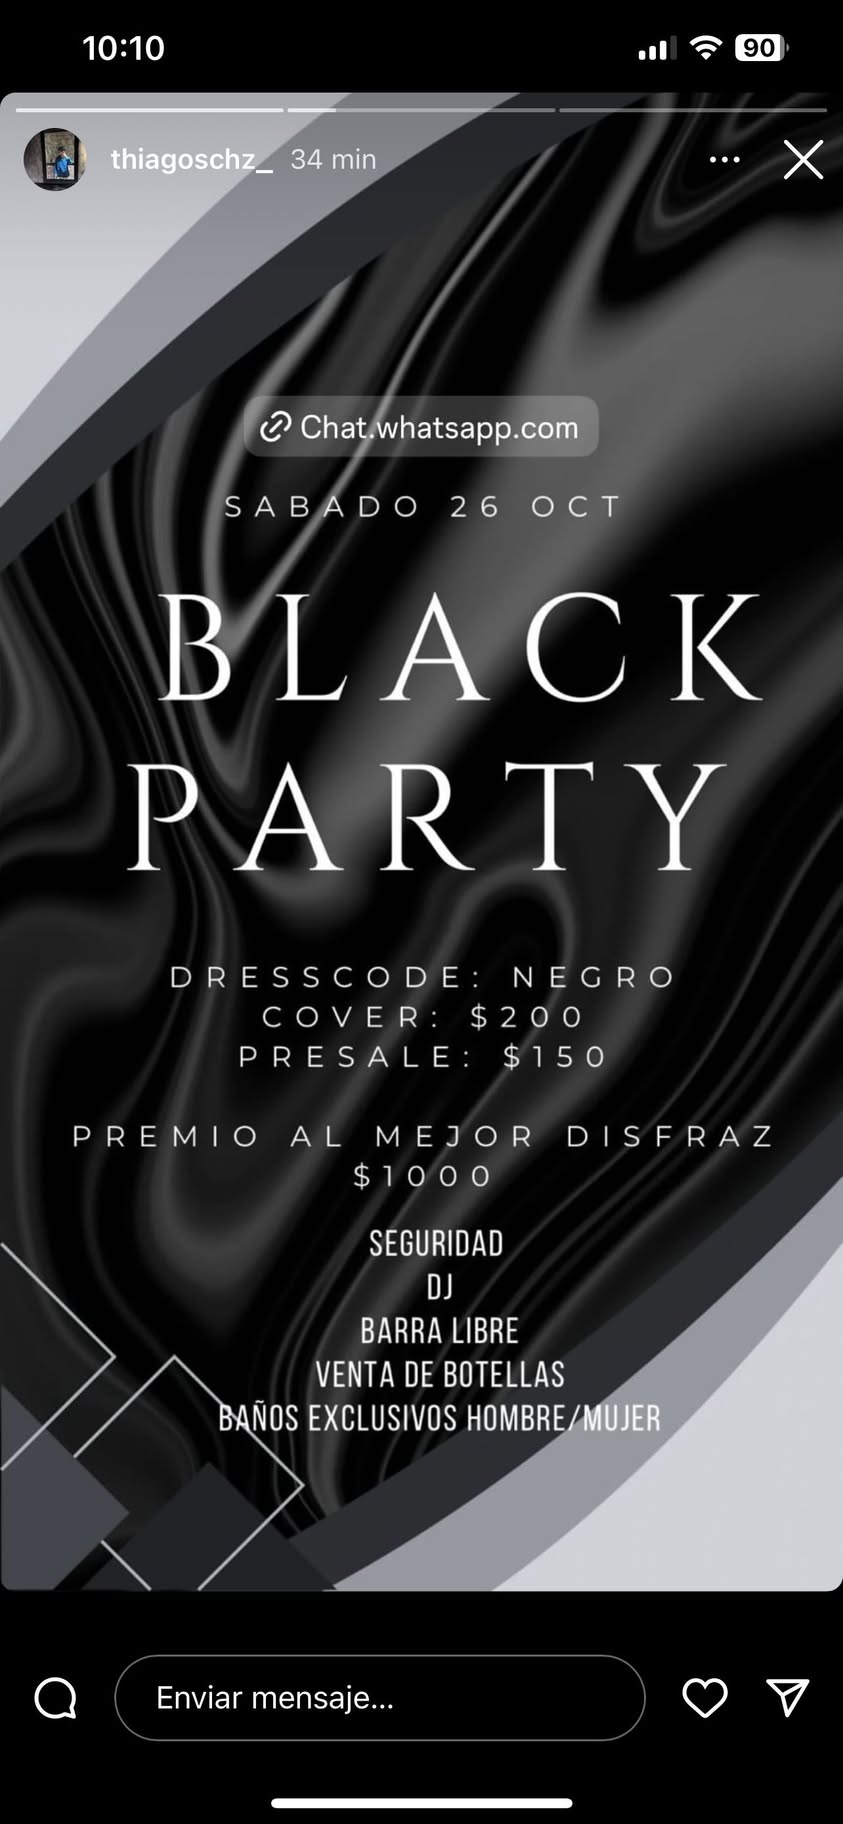 10:10
90
thiagoschz_ 34 min
Chat.whatsapp.com
SABADO 26 OCT
BLACK
PARTY
DRESSCODE: NEGRO
COVER: $200
PRESALE: $150
PREMIO AL MEJOR DISFRAZ
$1000
SEGURIDAD
DJ
BARRA LIBRE
VENTA DE BOTELLAS
BAÑOS EXCLUSIVOS HOMBRE/MUJER
Enviar mensaje...